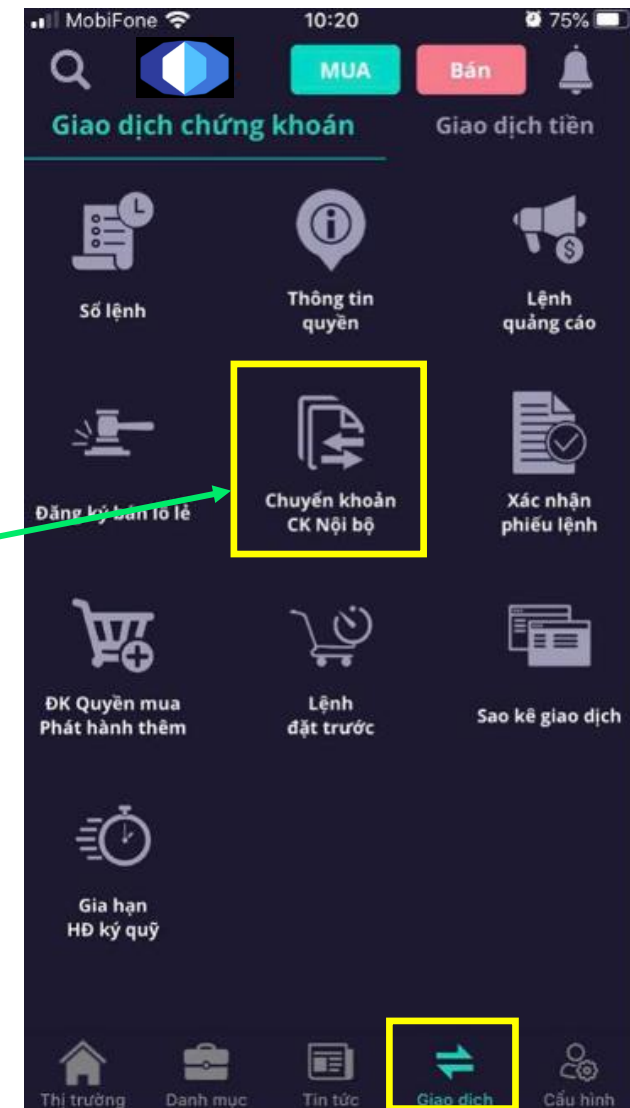 MobiFone 10:20 75%
MUA Bán
Giao dịch chứng khoán Giao dịch tiền
Sổ lệnh
Thông tin
quyền
Lệnh
quảng cáo
Đăng ký bán lô lẻ
Chuyển khoản
CK Nội bộ
Xác nhận
phiếu lệnh
ĐK Quyền mua
Phát hành thêm
Lệnh
đặt trước
Sao kê giao dịch
Gia hạn
HĐ ký quỹ
Thị trường Danh mục Tin tức Giao dịch Cấu hình